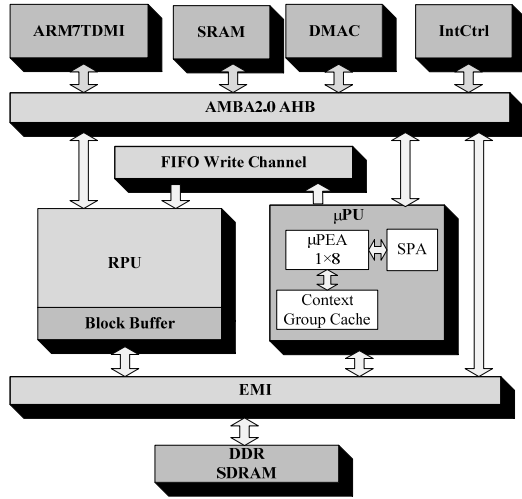 ARM7TDMI
SRAM
DMAC
IntCtrl
AMBA2.0 AHB
FIFO Write Channel
RPU
Block Buffer
μPU
μPEA
1×8
SPA
Context
Group Cache
EMI
DDR
SDRAM